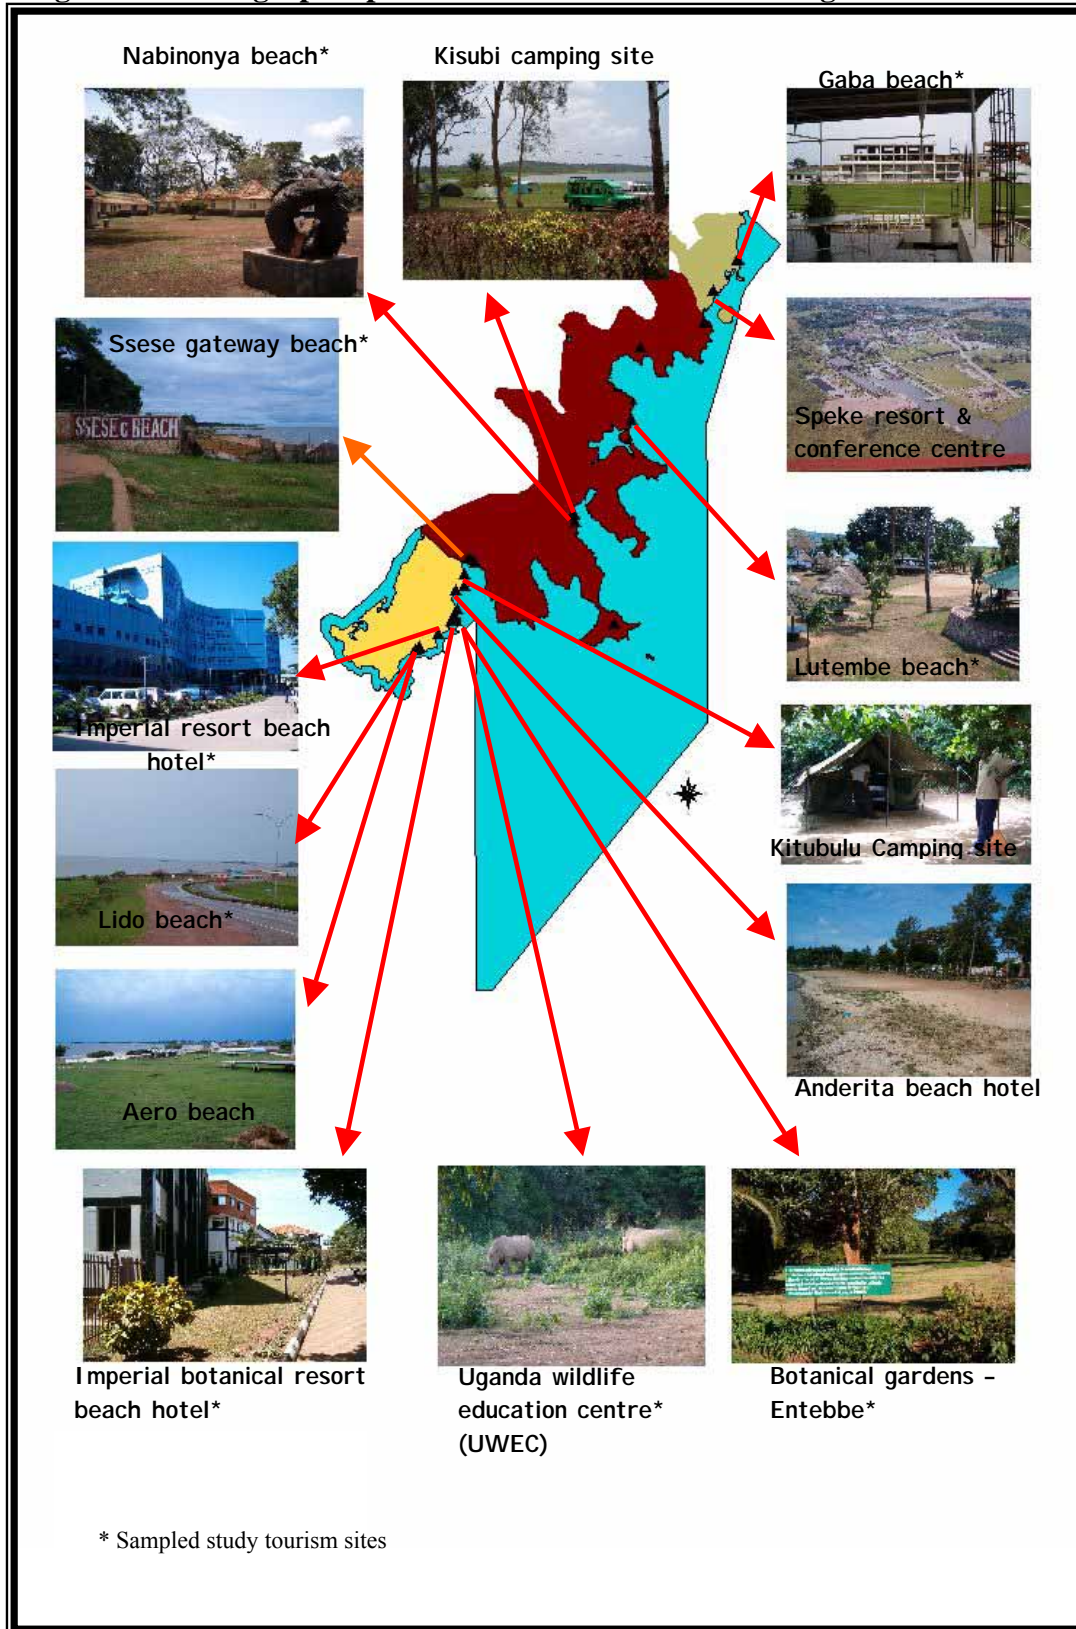 Nabinonya beach*
Kisubi camping site
Gaba beach*
Ssese gateway beach*
SSESE G BEACH
Speke resort &
conference centre
Lutembe beach*
Imperial resort beach
hotel*
Kitubulu Camping site
Lido beach*
Anderita beach hotel
Aero beach
Imperial botanical resort
beach hotel*
Uganda wildlife
education centre*
(UWEC)
Botanical gardens –
Entebbe*
* Sampled study tourism sites